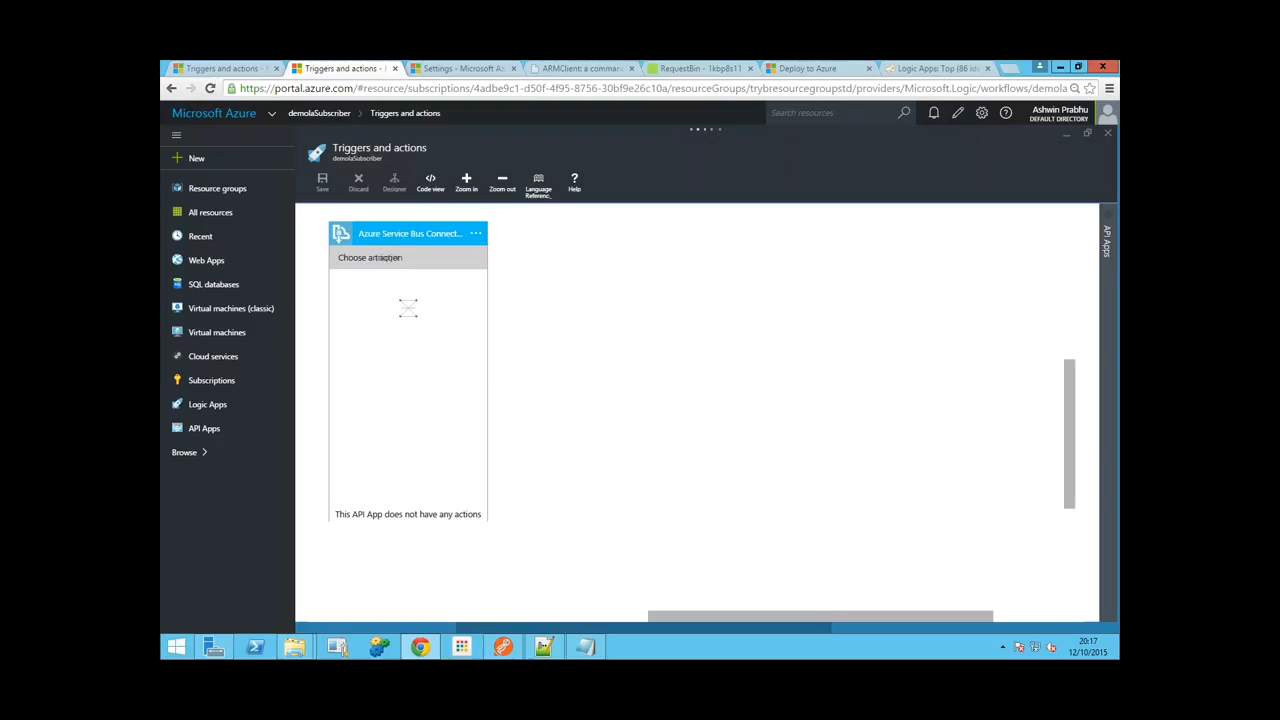 Triggers and actions -
Triggers and actions -
Settings - Microsoft Az
ARMClient: a command
RequestBin - 1kbp8s11
Deploy to Azure
Logic Apps: Top (86 ide
https://portal.azure.com/#resource/subscriptions/4adbe9c1-d50f-4f95-8756-30bf9e26c10a/resourceGroups/trybresourcegroupstd/providers/Microsoft.Logic/workflows/demola
Microsoft Azure
demolaSubscriber
Triggers and actions
Search resources
Ashwin Prabhu
DEFAULT DIRECTORY
New
Resource groups
All resources
Recent
Web Apps
SQL databases
Virtual machines (classic)
Virtual machines
Cloud services
Subscriptions
Logic Apps
API Apps
Browse
Triggers and actions
demolaSubscriber
Save
Discard
Designer
Code view
Zoom in
Zoom out
Language Referenc...
Help
Azure Service Bus Connect...
Choose an
This API App does not have any actions
API Apps
20:17
12/10/2015